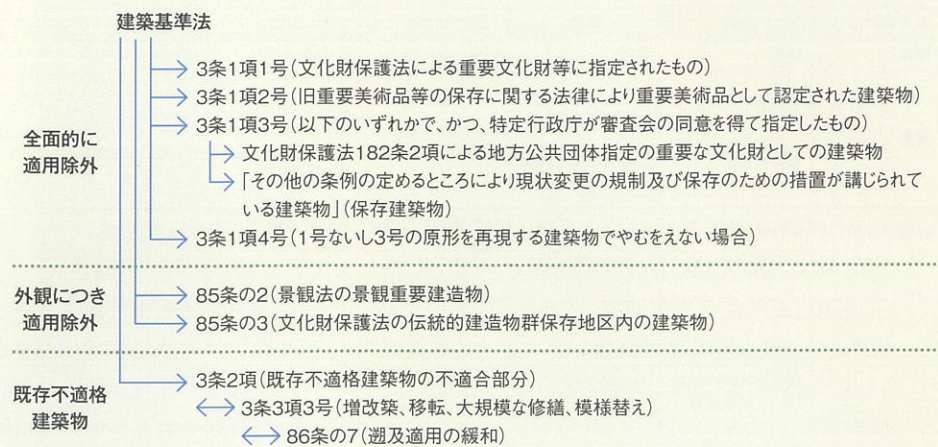 建築基準法
全面的に
適用除外
3条1項1号(文化財保護法による重要文化財等に指定されたもの)
3条1項2号(旧重要美術品等の保存に関する法律により重要美術品として認定された建築物)
3条1項3号(以下のいずれかで、かつ、特定行政庁が審査会の同意を得て指定したもの)
文化財保護法182条2項による地方公共団体指定の重要な文化財としての建築物
「その他の条例の定めるところにより現状変更の規制及び保存のための措置が講じられて
いる建築物」(保存建築物)
3条1項4号(1号ないし3号の原形を再現する建築物でやむをえない場合)
外観につき
適用除外
85条の2(景観法の景観重要建造物)
85条の3(文化財保護法の伝統的建造物群保存地区内の建築物)
既存不適格
建築物
3条2項(既存不適格建築物の不適合部分)
3条3項3号(増改築、移転、大規模な修繕、模様替え)
86条の7(遡及適用の緩和)